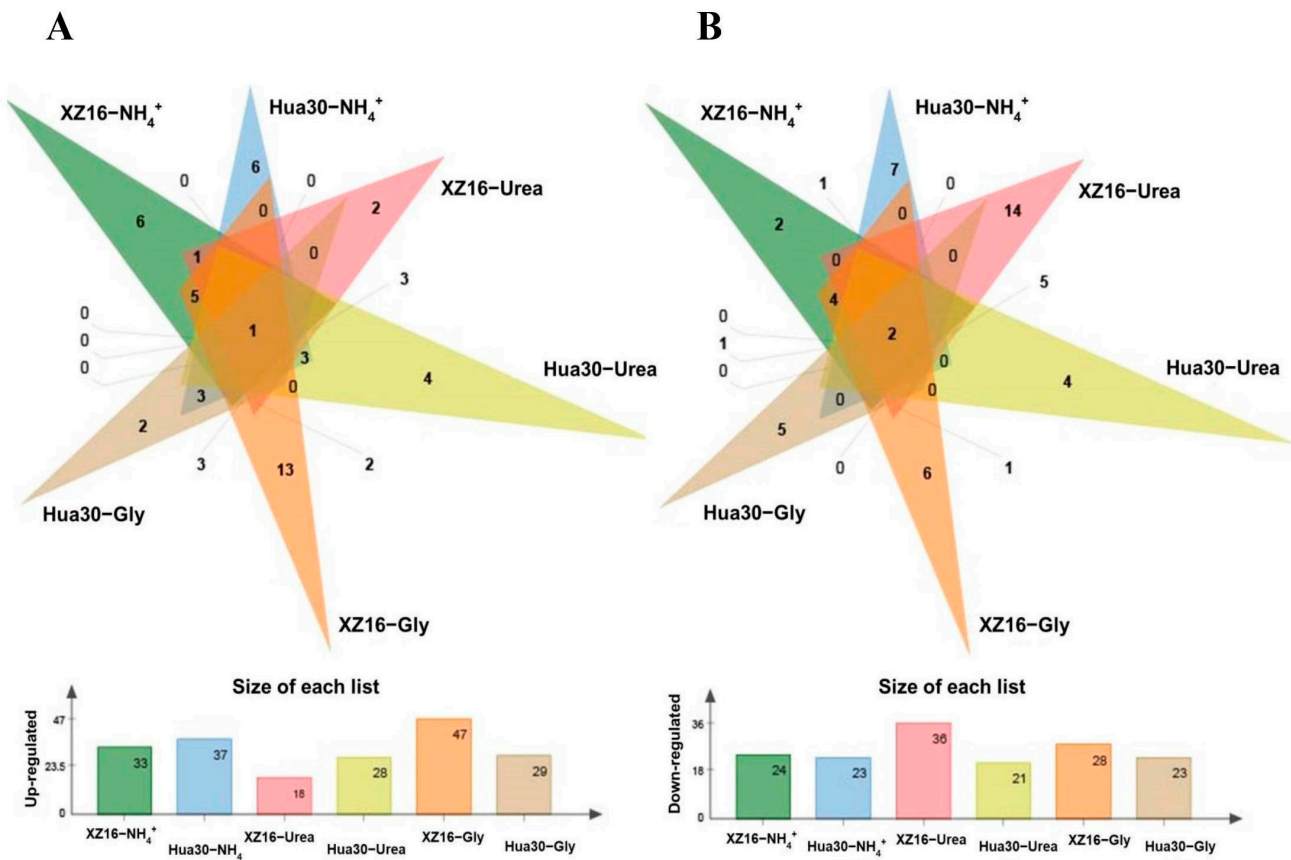 A
B
XZ16−NH₄⁺
Hua30−NH₄⁺
XZ16−Urea
Hua30−Urea
XZ16−Gly
Hua30−Gly
6
6
0
0
0
2
1
0
3
5
0
0
0
1
3
4
3
0
2
3
13
2
XZ16−NH₄⁺
Hua30−NH₄⁺
XZ16−Urea
Hua30−Urea
XZ16−Gly
Hua30−Gly
2
7
1
0
0
14
0
0
5
4
0
1
0
2
0
4
0
0
5
0
6
1
Size of each list
Up-regulated
47
23.5
0
33
37
18
28
47
29
XZ16−NH₄⁺
Hua30−NH₄
XZ16−Urea
Hua30−Urea
XZ16−Gly
Hua30−Gly
Size of each list
Down-regulated
36
18
0
24
23
36
21
28
23
XZ16−NH₄⁺
Hua30−NH₄⁺
XZ16−Urea
Hua30−Urea
XZ16−Gly
Hua30−Gly